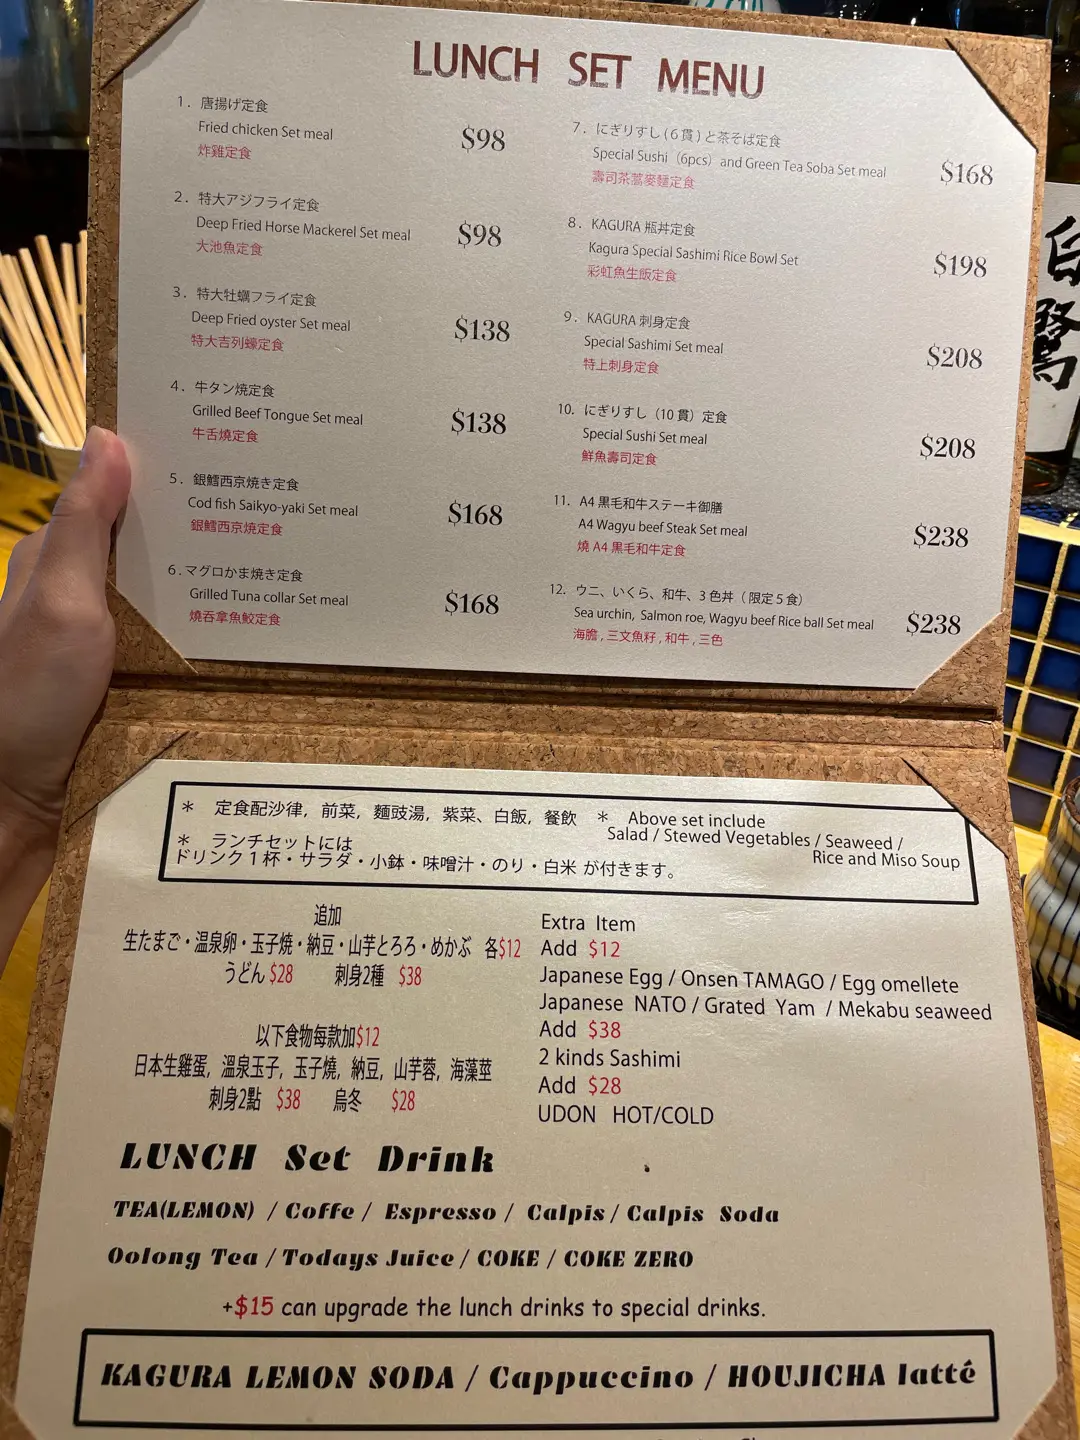 LUNCH SET MENU
1. 唐揚げ定食
Fried chicken Set meal
炸雞定食
$98
2. 特大アジフライ定食
Deep Fried Horse Mackerel Set meal
大池魚定食
$98
3. 特大牡蠣フライ定食
Deep Fried oyster Set meal
特大吉列蠔定食
$138
4. 牛タン焼定食
Grilled Beef Tongue Set meal
牛舌燒定食
$138
5. 銀鱈西京焼き定食
Cod fish Saikyo-yaki Set meal
銀鱈西京燒定食
$168
6. マグロかま焼き定食
Grilled Tuna collar Set meal
燒吞拿魚鮫定食
$168
7. にぎりすし(6貫)と茶そば定食
Special Sushi (6pcs) and Green Tea Soba Set meal
壽司茶蕎麥麵定食
$168
8. KAGURA 瓶丼定食
Kagura Special Sashimi Rice Bowl Set
彩虹魚生飯定食
$198
9. KAGURA 刺身定食
Special Sashimi Set meal
特上刺身定食
$208
10. にぎりすし（10貫）定食
Special Sushi Set meal
鮮魚壽司定食
$208
11. A4 黒毛和牛ステーキ御膳
A4 Wagyu beef Steak Set meal
燒 A4 黒毛和牛定食
$238
12. ウニ、いくら、和牛、3色丼（限定5食）
Sea urchin, Salmon roe, Wagyu beef Rice ball Set meal
海膽, 三文魚籽, 和牛, 三色
$238
＊ 定食配沙律, 前菜, 麵豉湯, 紫菜、白飯, 餐飲
＊ ランチセットには
ドリンク1杯・サラダ・小鉢・味噌汁・のり・白米 が付きます。
＊ Above set include
Salad / Stewed Vegetables / Seaweed /
Rice and Miso Soup
追加
生たまご・温泉卵・玉子焼・納豆・山芋とろろ・めかぶ 各$12
うどん $28 刺身2種 $38
以下食物每款加$12
日本生雞蛋, 溫泉玉子, 玉子燒, 納豆, 山芋蓉, 海藻莖
刺身2點 $38 烏冬 $28
Extra Item
Add $12
Japanese Egg / Onsen TAMAGO / Egg omellete
Japanese NATO / Grated Yam / Mekabu seaweed
Add $38
2 kinds Sashimi
Add $28
UDON HOT/COLD
LUNCH Set Drink
TEA(LEMON) / Coffe / Espresso / Calpis / Calpis Soda
Oolong Tea / Todays Juice / COKE / COKE ZERO
+$15 can upgrade the lunch drinks to special drinks.
KAGURA LEMON SODA / Cappuccino / HOUJICHA latté